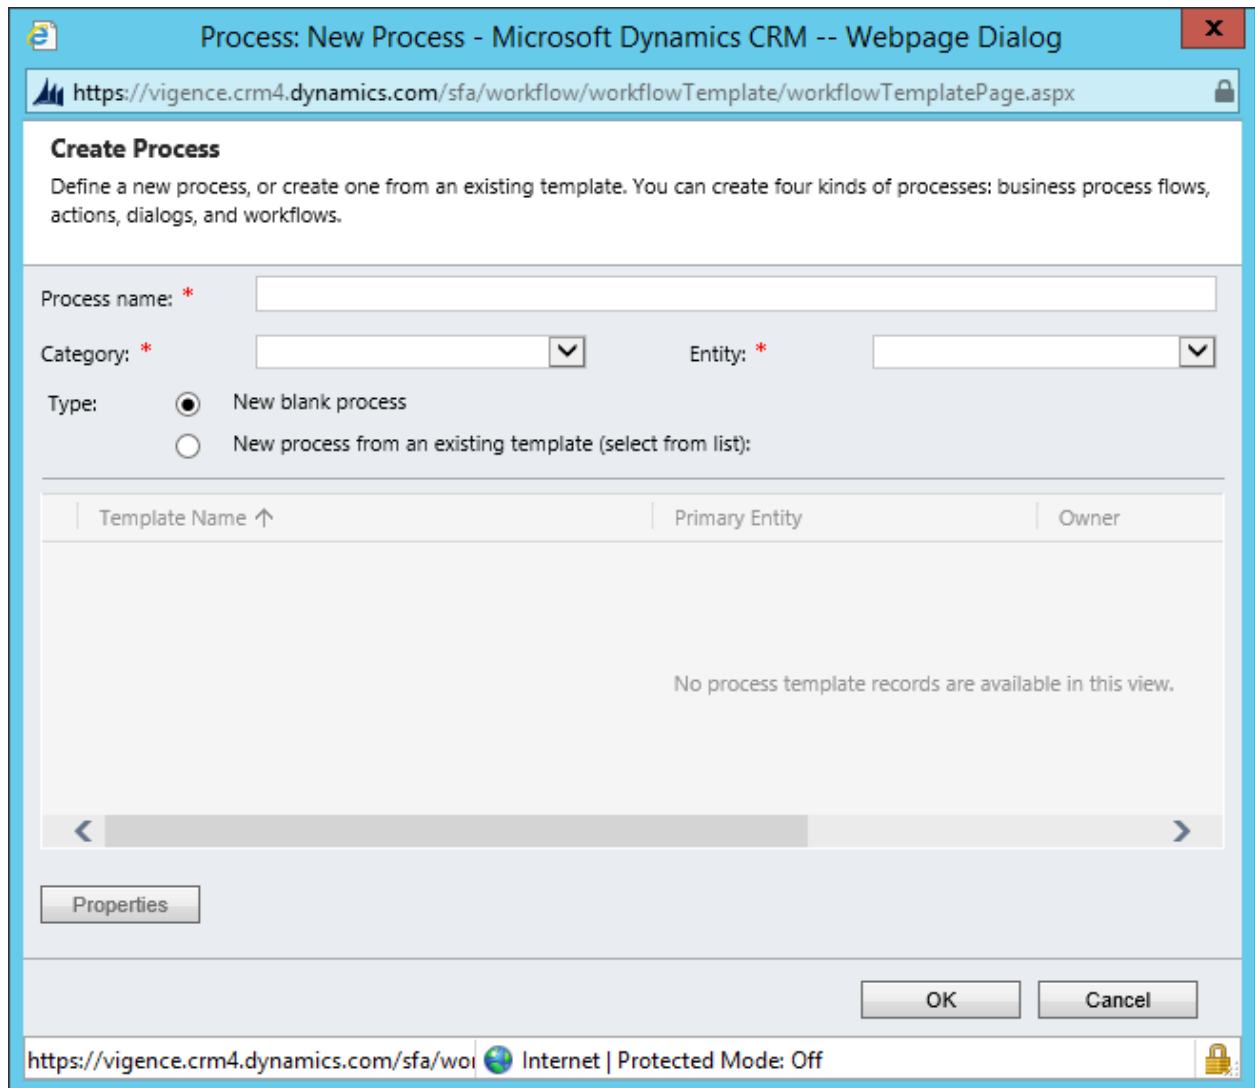 Process: New Process - Microsoft Dynamics CRM -- Webpage Dialog
x
https://vigence.crm4.dynamics.com/sfa/workflow/workflowTemplate/workflowTemplatePage.aspx
Create Process
Define a new process, or create one from an existing template. You can create four kinds of processes: business process flows,
actions, dialogs, and workflows.
Process name: *
Category: * Entity: *
Type: New blank process
New process from an existing template (select from list):
Template Name ↑ Primary Entity Owner
No process template records are available in this view.
Properties
OK Cancel
https://vigence.crm4.dynamics.com/sfa/wor Internet | Protected Mode: Off